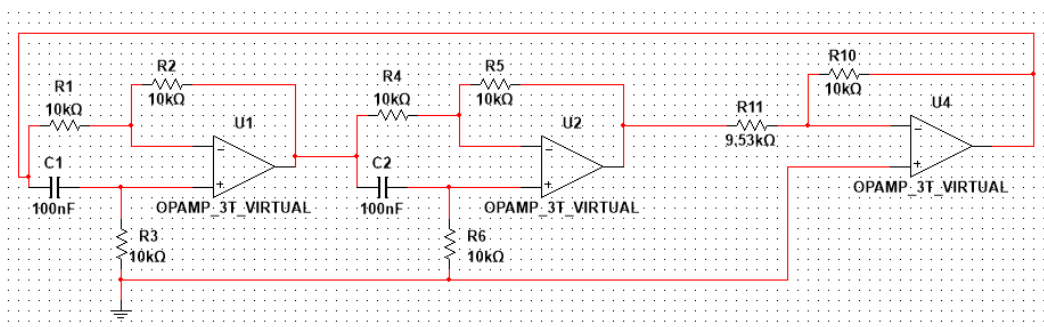 R1
10kΩ
R2
10kΩ
U1
C1
100nF
OPAMP_3T_VIRTUAL
R3
10kΩ
R4
10kΩ
R5
10kΩ
U2
C2
100nF
OPAMP_3T_VIRTUAL
R6
10kΩ
R11
9.53kΩ
R10
10kΩ
U4
OPAMP_3T_VIRTUAL